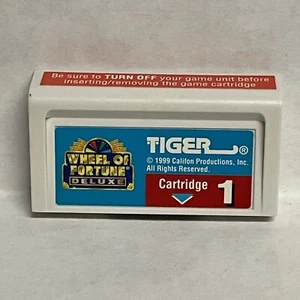 Be sure to TURN OFF your game unit before
inserting/removing the game cartridge
WHEEL OF
FORTUNE
DELUXE
TIGER®
© 1999 Califon Productions, Inc.
All Rights Reserved.
Cartridge 1